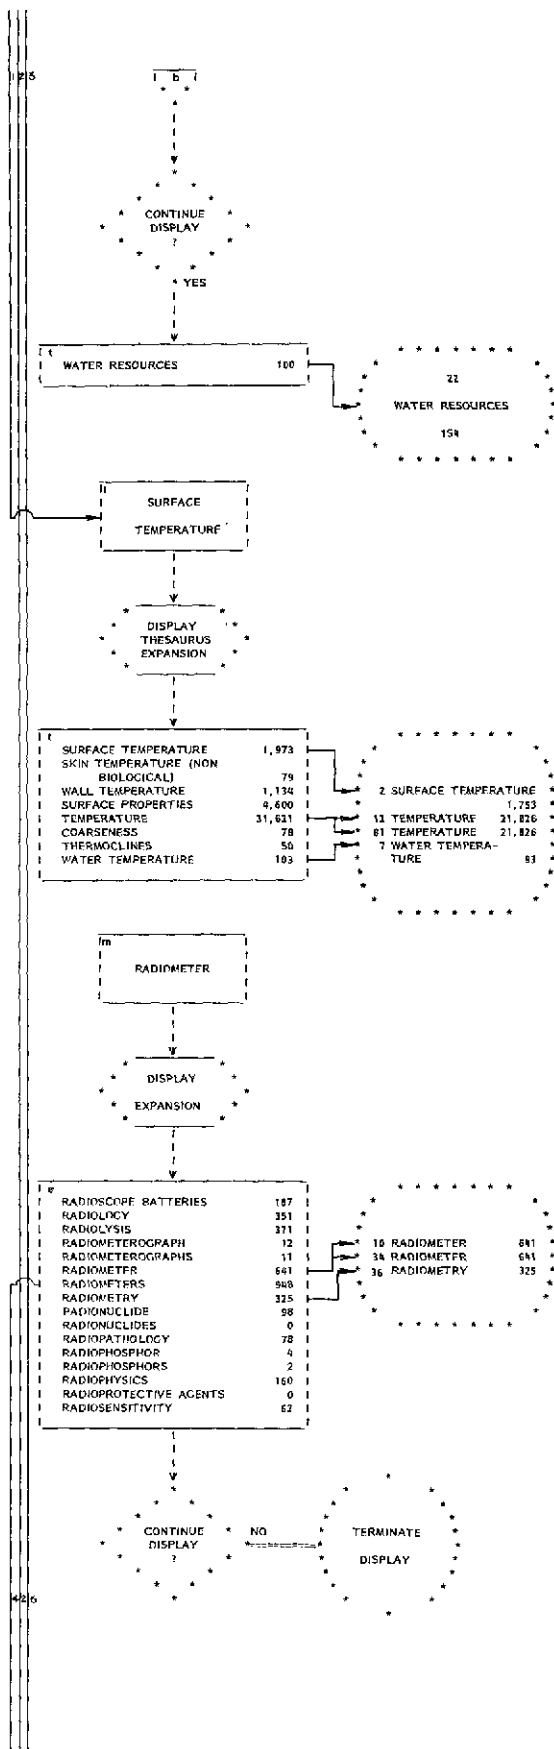 1 2 3
b
CONTINUE
DISPLAY
?
YES
t
WATER RESOURCES 100
22
WATER RESOURCES
154
SURFACE
TEMPERATURE
DISPLAY
THESAURUS
EXPANSION
t
SURFACE TEMPERATURE 1,973
SKIN TEMPERATURE (NON
BIOLOGICAL) 79
WALL TEMPERATURE 1,134
SURFACE PROPERTIES 4,600
TEMPERATURE 31,621
COARSENESS 78
THERMOCLINES 50
WATER TEMPERATURE 103
2 SURFACE TEMPERATURE
1,753
12 TEMPERATURE 21,826
81 TEMPERATURE 21,826
7 WATER TEMPERA-
TURE 93
m
RADIOMETER
DISPLAY
EXPANSION
e
RADIOSCOPE BATTERIES 187
RADIOLOGY 351
RADIOLYSIS 371
RADIOMETEROGRAPH 12
RADIOMETEROGRAPHS 11
RADIOMETER 641
RADIOMETERS 948
RADIOMETRY 325
RADIONUCLIDE 98
RADIONUCLIDES 0
RADIOPATHOLOGY 78
RADIOPHOSPHOR 4
RADIOPHOSPHORS 2
RADIOPHYSICS 160
RADIOPROTECTIVE AGENTS 0
RADIOSENSITIVITY 62
10 RADIOMETER 641
34 RADIOMETER 641
36 RADIOMETRY 325
CONTINUE
DISPLAY
?
NO
TERMINATE
DISPLAY
4 2 6